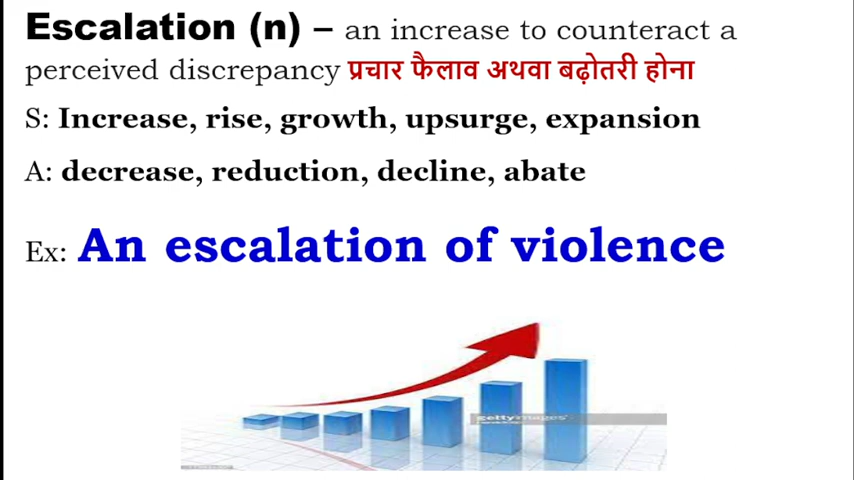 Escalation (n) – an increase to counteract a
perceived discrepancy प्रचार फैलाव अथवा बढ़ोतरी होना
S: Increase, rise, growth, upsurge, expansion
A: decrease, reduction, decline, abate
Ex: An escalation of violence
gettyimages